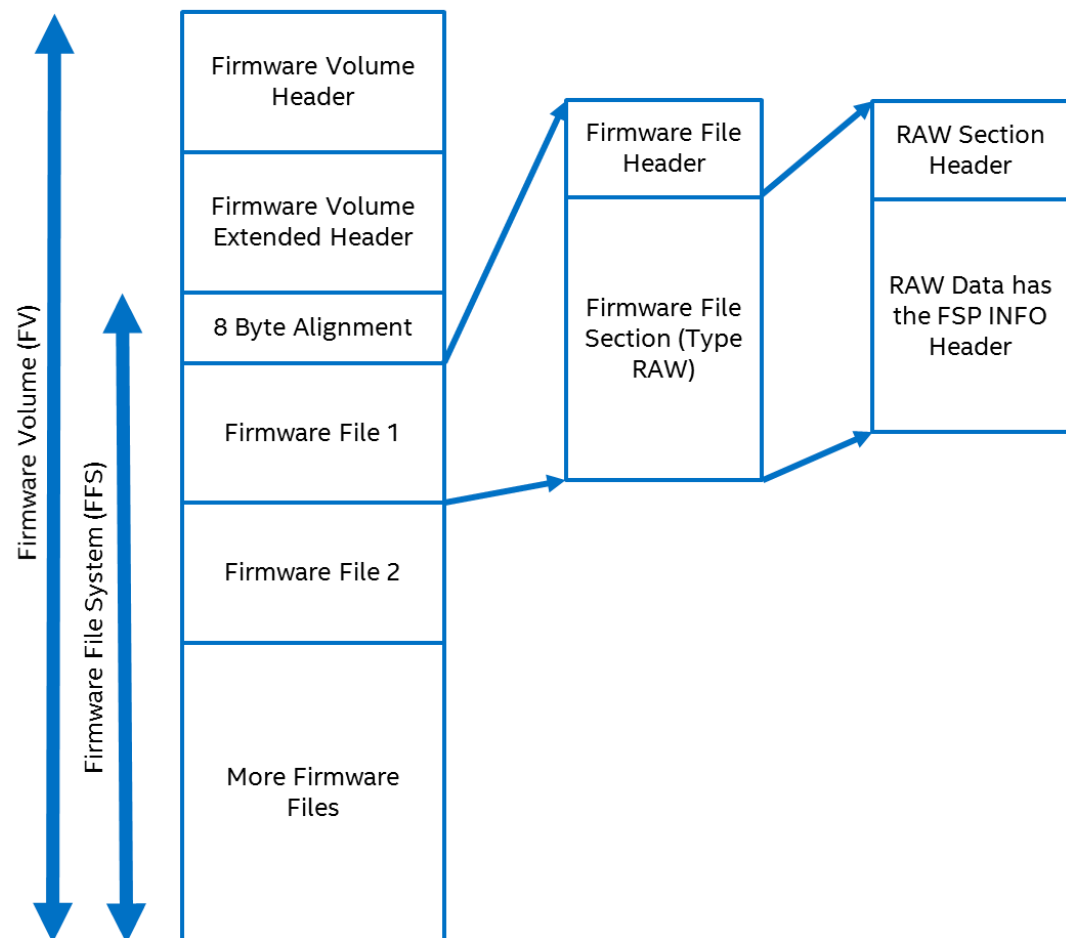 Firmware Volume (FV)
Firmware File System (FFS)
Firmware Volume
Header
Firmware Volume
Extended Header
8 Byte Alignment
Firmware File 1
Firmware File 2
More Firmware
Files
Firmware File
Header
Firmware File
Section (Type
RAW)
RAW Section
Header
RAW Data has
the FSP INFO
Header